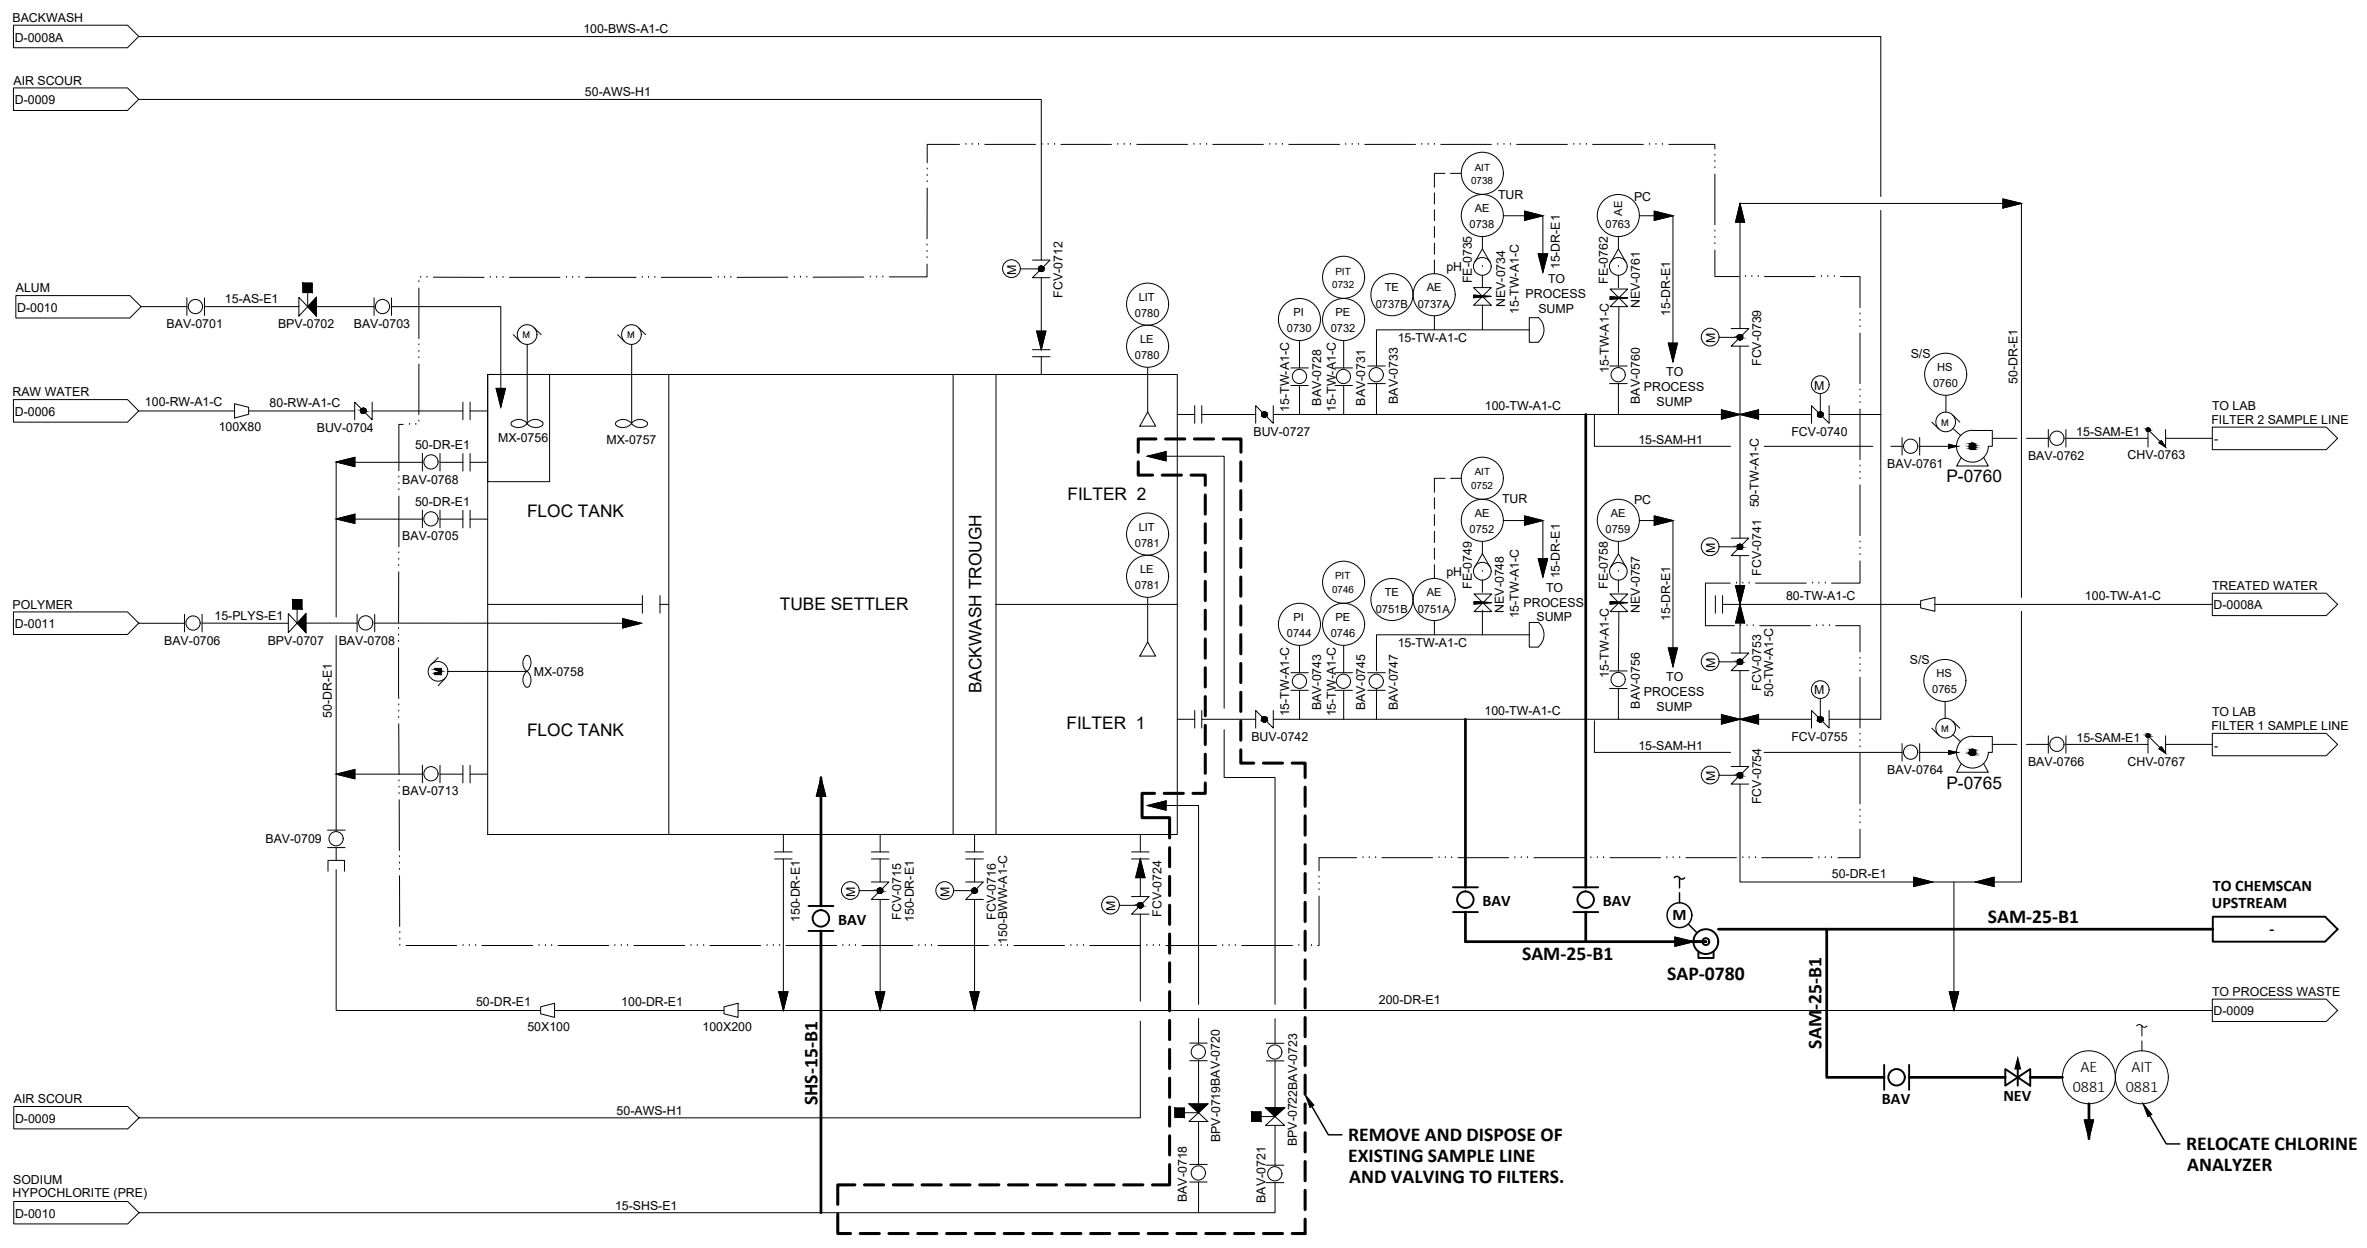 BACKWASH
D-0008A
100-BWS-A1-C
AIR SCOUR
D-0009
50-AWS-H1
FCV-0712
M
ALUM
D-0010
15-AS-E1
BAV-0701
BPV-0702
BAV-0703
RAW WATER
D-0006
100-RW-A1-C
80-RW-A1-C
100X80
BUV-0704
50-DR-E1
BAV-0768
50-DR-E1
BAV-0705
POLYMER
D-0011
15-PLYS-E1
BAV-0706
BPV-0707
BAV-0708
50-DR-E1
BAV-0713
BAV-0709
M
MX-0756
M
MX-0757
MX-0758
FLOC TANK
FLOC TANK
TUBE SETTLER
BACKWASH TROUGH
FILTER 2
FILTER 1
LIT
0780
LE
0780
LIT
0781
LE
0781
BUV-0727
PI
0730
15-TW-A1-C
BAV-0728
PIT
0732
PE
0732
15-TW-A1-C
BAV-0731
BAV-0733
TE
0737B
AE
0737A
pH
15-TW-A1-C
AIT
0738
AE
0738
TUR
FE-0735
NEV-0734
15-TW-A1-C
15-DR-E1
TO
PROCESS
SUMP
AE
0763
PC
FE-0762
NEV-0761
15-TW-A1-C
BAV-0760
15-DR-E1
TO
PROCESS
SUMP
100-TW-A1-C
15-SAM-H1
M
FCV-0739
M
FCV-0740
50-TW-A1-C
M
FCV-0741
50-DR-E1
S/S
HS
0760
M
BAV-0761
P-0760
BAV-0762
15-SAM-E1
CHV-0763
TO LAB
FILTER 2 SAMPLE LINE
-
BUV-0742
PI
0744
15-TW-A1-C
BAV-0743
PIT
0746
PE
0746
15-TW-A1-C
BAV-0745
BAV-0747
TE
0751B
AE
0751A
pH
15-TW-A1-C
AIT
0752
AE
0752
TUR
FE-0749
NEV-0748
15-TW-A1-C
15-DR-E1
TO
PROCESS
SUMP
AE
0759
PC
FE-0758
NEV-0757
15-TW-A1-C
BAV-0756
15-DR-E1
TO
PROCESS
SUMP
100-TW-A1-C
15-SAM-H1
80-TW-A1-C
100-TW-A1-C
TREATED WATER
D-0008A
M
FCV-0753
50-TW-A1-C
M
FCV-0755
M
FCV-0754
S/S
HS
0765
M
BAV-0764
P-0765
BAV-0766
15-SAM-E1
CHV-0767
TO LAB
FILTER 1 SAMPLE LINE
-
150-DR-E1
BAV
M
FCV-0715
150-DR-E1
M
FCV-0716
150-BWW-A1-C
M
FCV-0724
BAV
BAV
SAM-25-B1
M
SAP-0780
50-DR-E1
SAM-25-B1
TO CHEMSCAN
UPSTREAM
-
50-DR-E1
50X100
100-DR-E1
100X200
200-DR-E1
TO PROCESS WASTE
D-0009
SHS-15-B1
SAM-25-B1
BAV
NEV
AE
0881
AIT
0881
RELOCATE CHLORINE
ANALYZER
AIR SCOUR
D-0009
50-AWS-H1
BAV-0720
BPV-0719
BAV-0718
BAV-0723
BPV-0722
BAV-0721
REMOVE AND DISPOSE OF
EXISTING SAMPLE LINE
AND VALVING TO FILTERS.
SODIUM
HYPOCHLORITE (PRE)
D-0010
15-SHS-E1